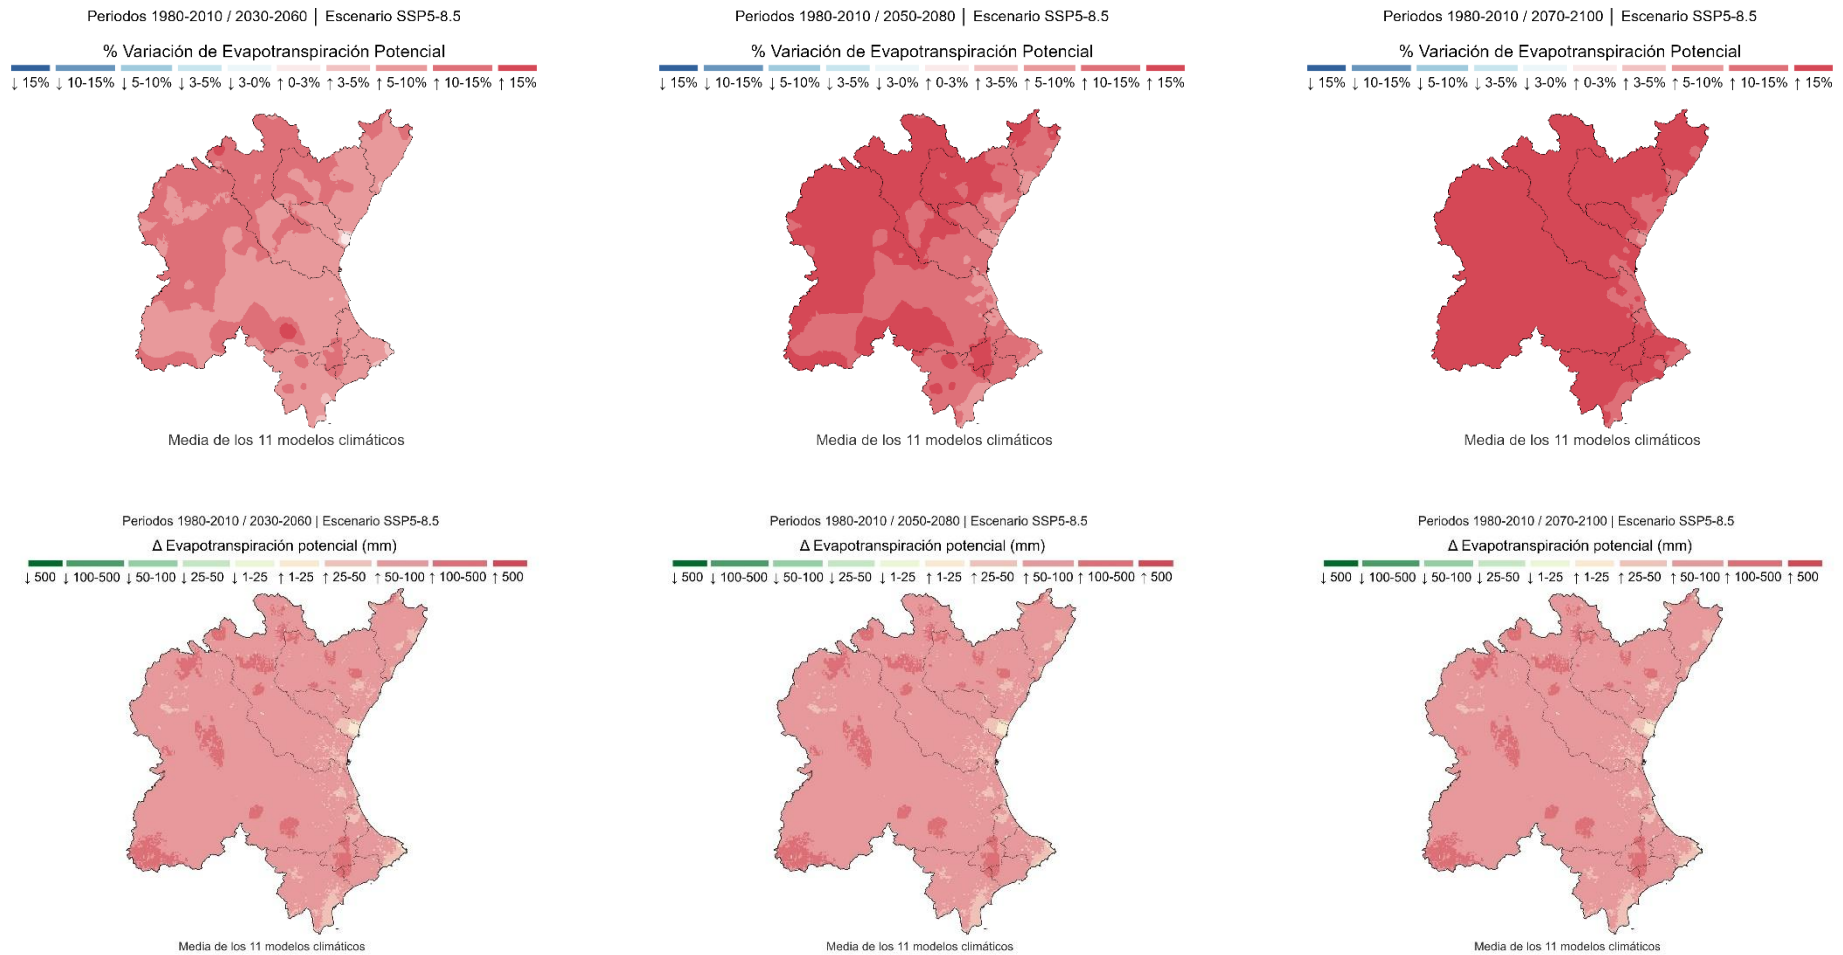 Periodos 1980-2010 / 2030-2060 | Escenario SSP5-8.5
% Variación de Evapotranspiración Potencial
↓ 15% ↓ 10-15% ↓ 5-10% ↓ 3-5% ↓ 3-0% ↑ 0-3% ↑ 3-5% ↑ 5-10% ↑ 10-15% ↑ 15%
Media de los 11 modelos climáticos
Periodos 1980-2010 / 2050-2080 | Escenario SSP5-8.5
% Variación de Evapotranspiración Potencial
↓ 15% ↓ 10-15% ↓ 5-10% ↓ 3-5% ↓ 3-0% ↑ 0-3% ↑ 3-5% ↑ 5-10% ↑ 10-15% ↑ 15%
Media de los 11 modelos climáticos
Periodos 1980-2010 / 2070-2100 | Escenario SSP5-8.5
% Variación de Evapotranspiración Potencial
↓ 15% ↓ 10-15% ↓ 5-10% ↓ 3-5% ↓ 3-0% ↑ 0-3% ↑ 3-5% ↑ 5-10% ↑ 10-15% ↑ 15%
Media de los 11 modelos climáticos
Periodos 1980-2010 / 2030-2060 | Escenario SSP5-8.5
Δ Evapotranspiración potencial (mm)
↓ 500 ↓ 100-500 ↓ 50-100 ↓ 25-50 ↓ 1-25 ↑ 1-25 ↑ 25-50 ↑ 50-100 ↑ 100-500 ↑ 500
Media de los 11 modelos climáticos
Periodos 1980-2010 / 2050-2080 | Escenario SSP5-8.5
Δ Evapotranspiración potencial (mm)
↓ 500 ↓ 100-500 ↓ 50-100 ↓ 25-50 ↓ 1-25 ↑ 1-25 ↑ 25-50 ↑ 50-100 ↑ 100-500 ↑ 500
Media de los 11 modelos climáticos
Periodos 1980-2010 / 2070-2100 | Escenario SSP5-8.5
Δ Evapotranspiración potencial (mm)
↓ 500 ↓ 100-500 ↓ 50-100 ↓ 25-50 ↓ 1-25 ↑ 1-25 ↑ 25-50 ↑ 50-100 ↑ 100-500 ↑ 500
Media de los 11 modelos climáticos